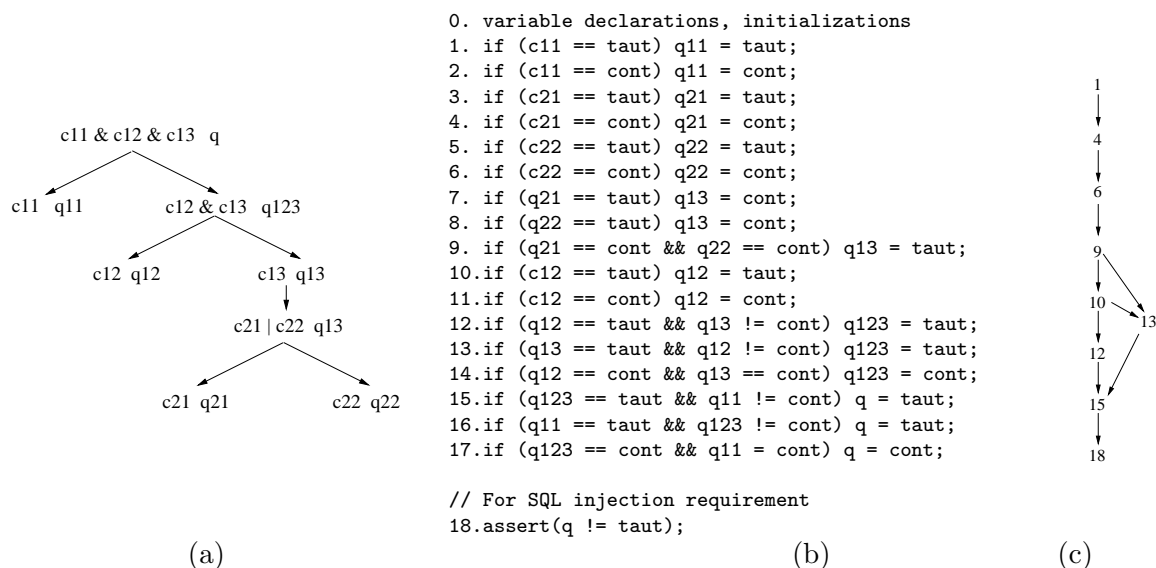 c11 & c12 & c13 q
c11 q11
c12 & c13 q123
c12 q12
c13 q13
c21 | c22 q13
c21 q21
c22 q22
(a)
0. variable declarations, initializations
1. if (c11 == taut) q11 = taut;
2. if (c11 == cont) q11 = cont;
3. if (c21 == taut) q21 = taut;
4. if (c21 == cont) q21 = cont;
5. if (c22 == taut) q22 = taut;
6. if (c22 == cont) q22 = cont;
7. if (q21 == taut) q13 = cont;
8. if (q22 == taut) q13 = cont;
9. if (q21 == cont && q22 == cont) q13 = taut;
10.if (c12 == taut) q12 = taut;
11.if (c12 == cont) q12 = cont;
12.if (q12 == taut && q13 != cont) q123 = taut;
13.if (q13 == taut && q12 != cont) q123 = taut;
14.if (q12 == cont && q13 == cont) q123 = cont;
15.if (q123 == taut && q11 != cont) q = taut;
16.if (q11 == taut && q123 != cont) q = taut;
17.if (q123 == cont && q11 = cont) q = cont;
// For SQL injection requirement
18.assert(q != taut);
(b)
1
4
6
9
10
13
12
15
18
(c)